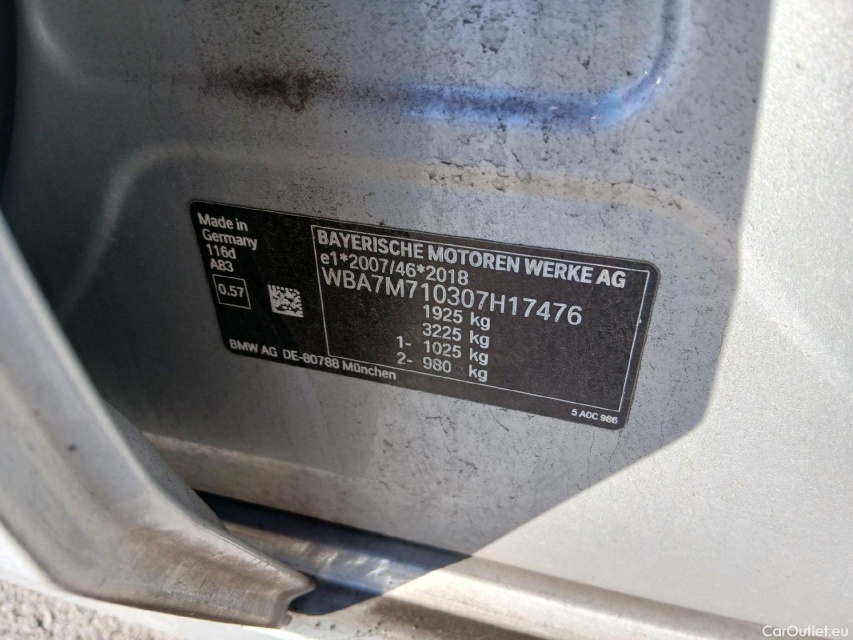 Made in
Germany
116d
A83
0.57
BMW AG DE-80788 München
BAYERISCHE MOTOREN WERKE AG
e1*2007/46*2018
WBA7M710307H17476
1925 kg
3225 kg
1- 1025 kg
2- 980 kg
5 A0C 986
CarOutlet.eu